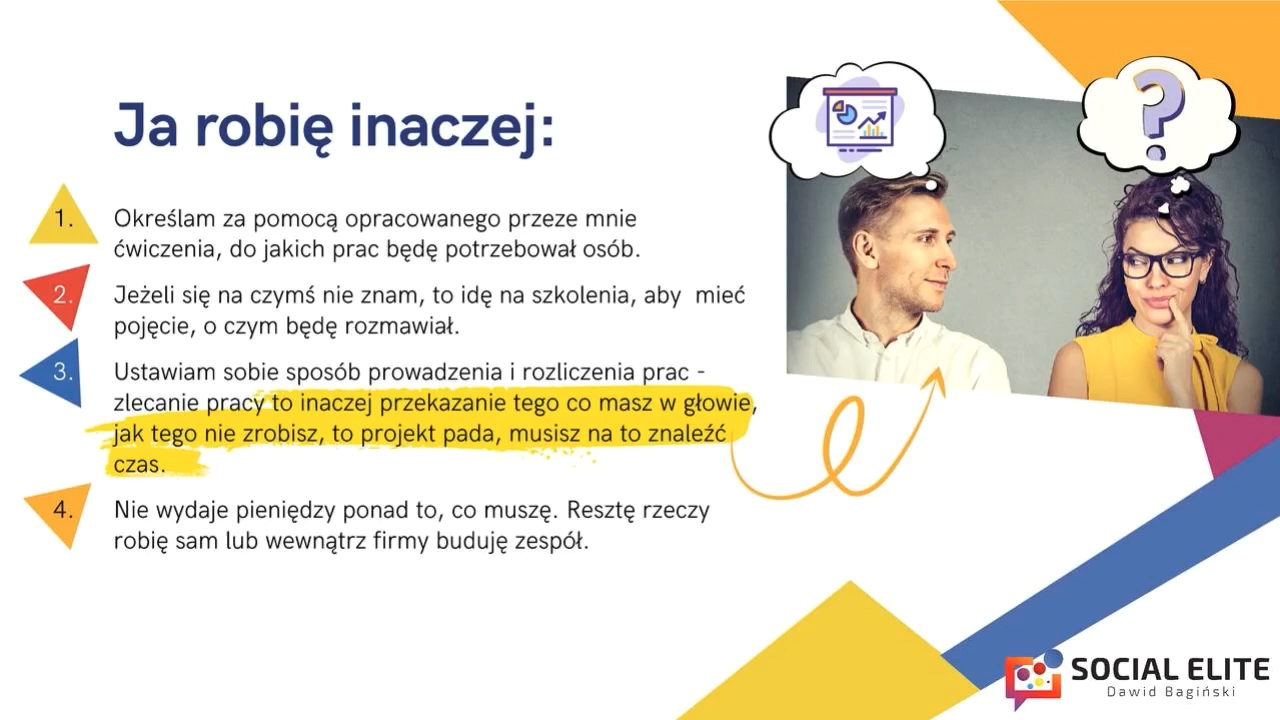 Ja robię inaczej:
1. Określam za pomocą opracowanego przeze mnie
ćwiczenia, do jakich prac będę potrzebował osób.
2. Jeżeli się na czymś nie znam, to idę na szkolenia, aby  mieć
pojęcie, o czym będę rozmawiał.
3. Ustawiam sobie sposób prowadzenia i rozliczenia prac -
zlecanie pracy to inaczej przekazanie tego co masz w głowie,
jak tego nie zrobisz, to projekt pada, musisz na to znaleźć
czas.
4. Nie wydaje pieniędzy ponad to, co muszę. Resztę rzeczy
robię sam lub wewnątrz firmy buduję zespół.
?
SOCIAL ELITE
Dawid Bagiński